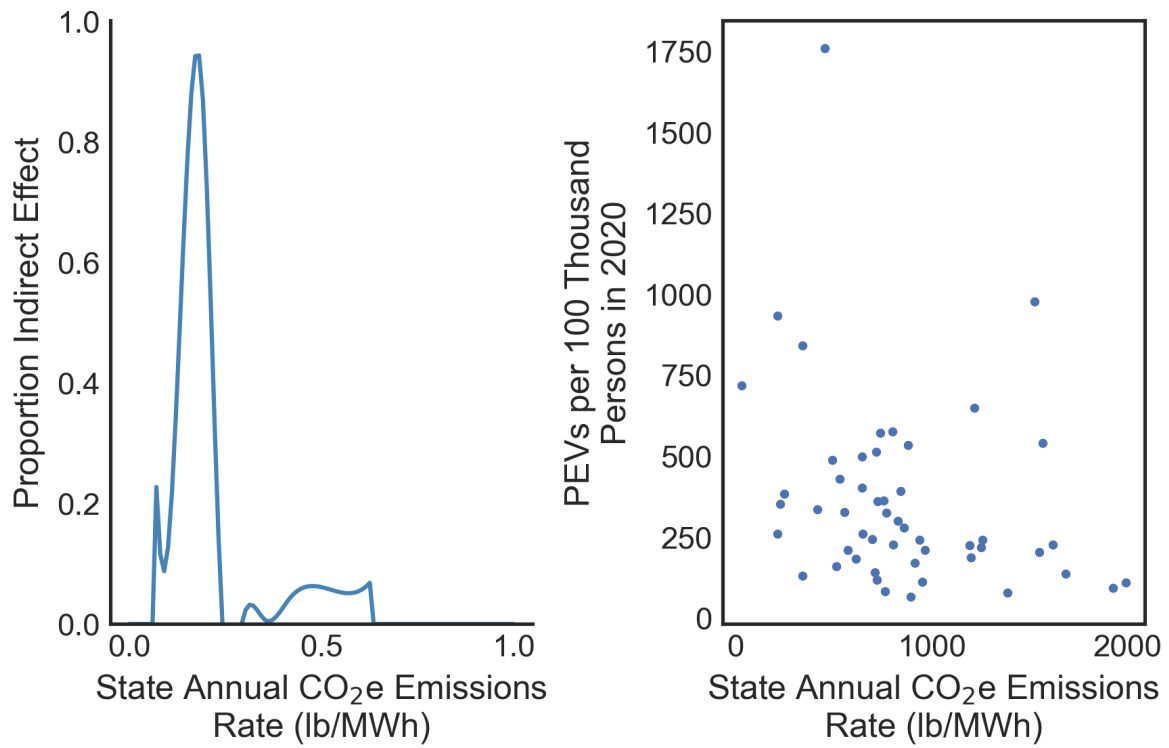 1.0
0.8
0.6
0.4
0.2
0.0
Proportion Indirect Effect
0.0 0.5 1.0
State Annual CO₂e Emissions
Rate (lb/MWh)
1750
1500
1250
1000
750
500
250
0
PEVs per 100 Thousand
Persons in 2020
0 1000 2000
State Annual CO₂e Emissions
Rate (lb/MWh)